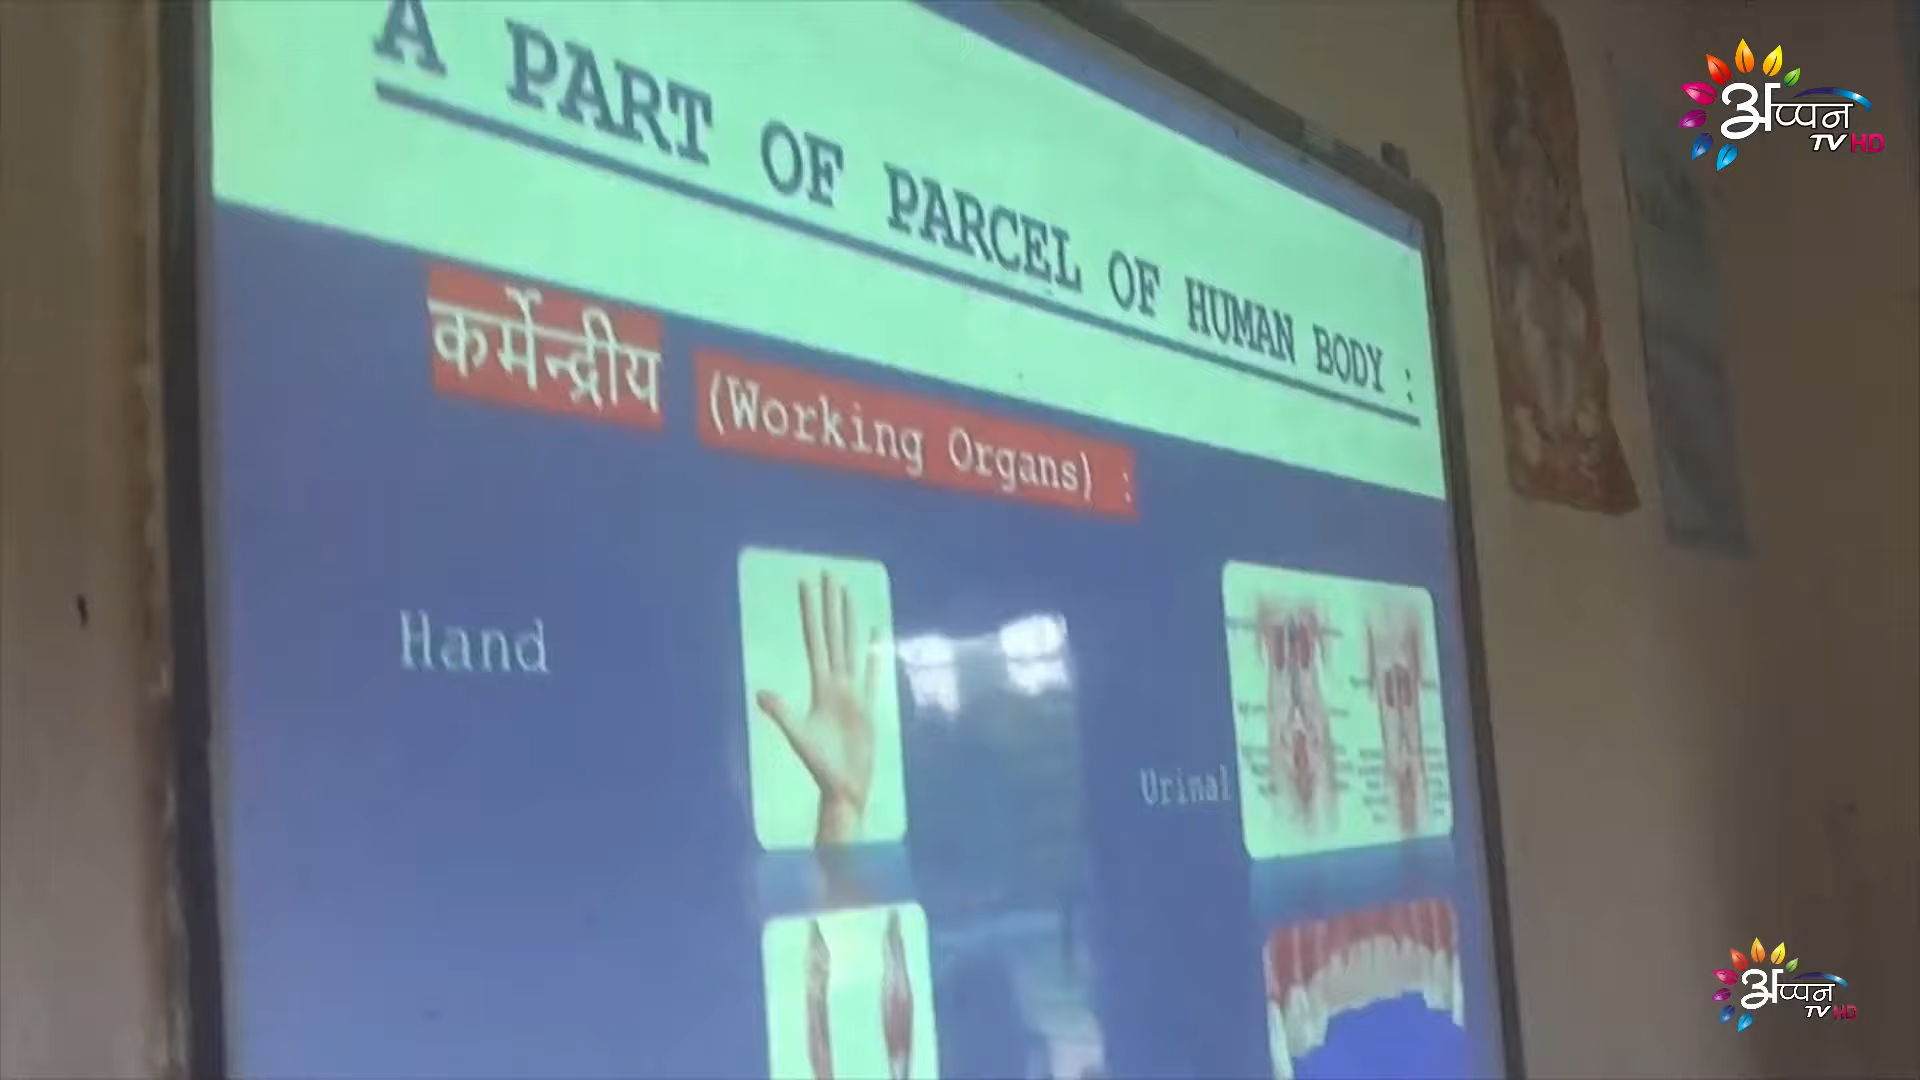 A PART OF PARCEL OF HUMAN BODY :
कर्मेन्द्रीय (Working Organs) :
Hand
Urinal
अप्पन
TV HD
अप्पन
TV HD